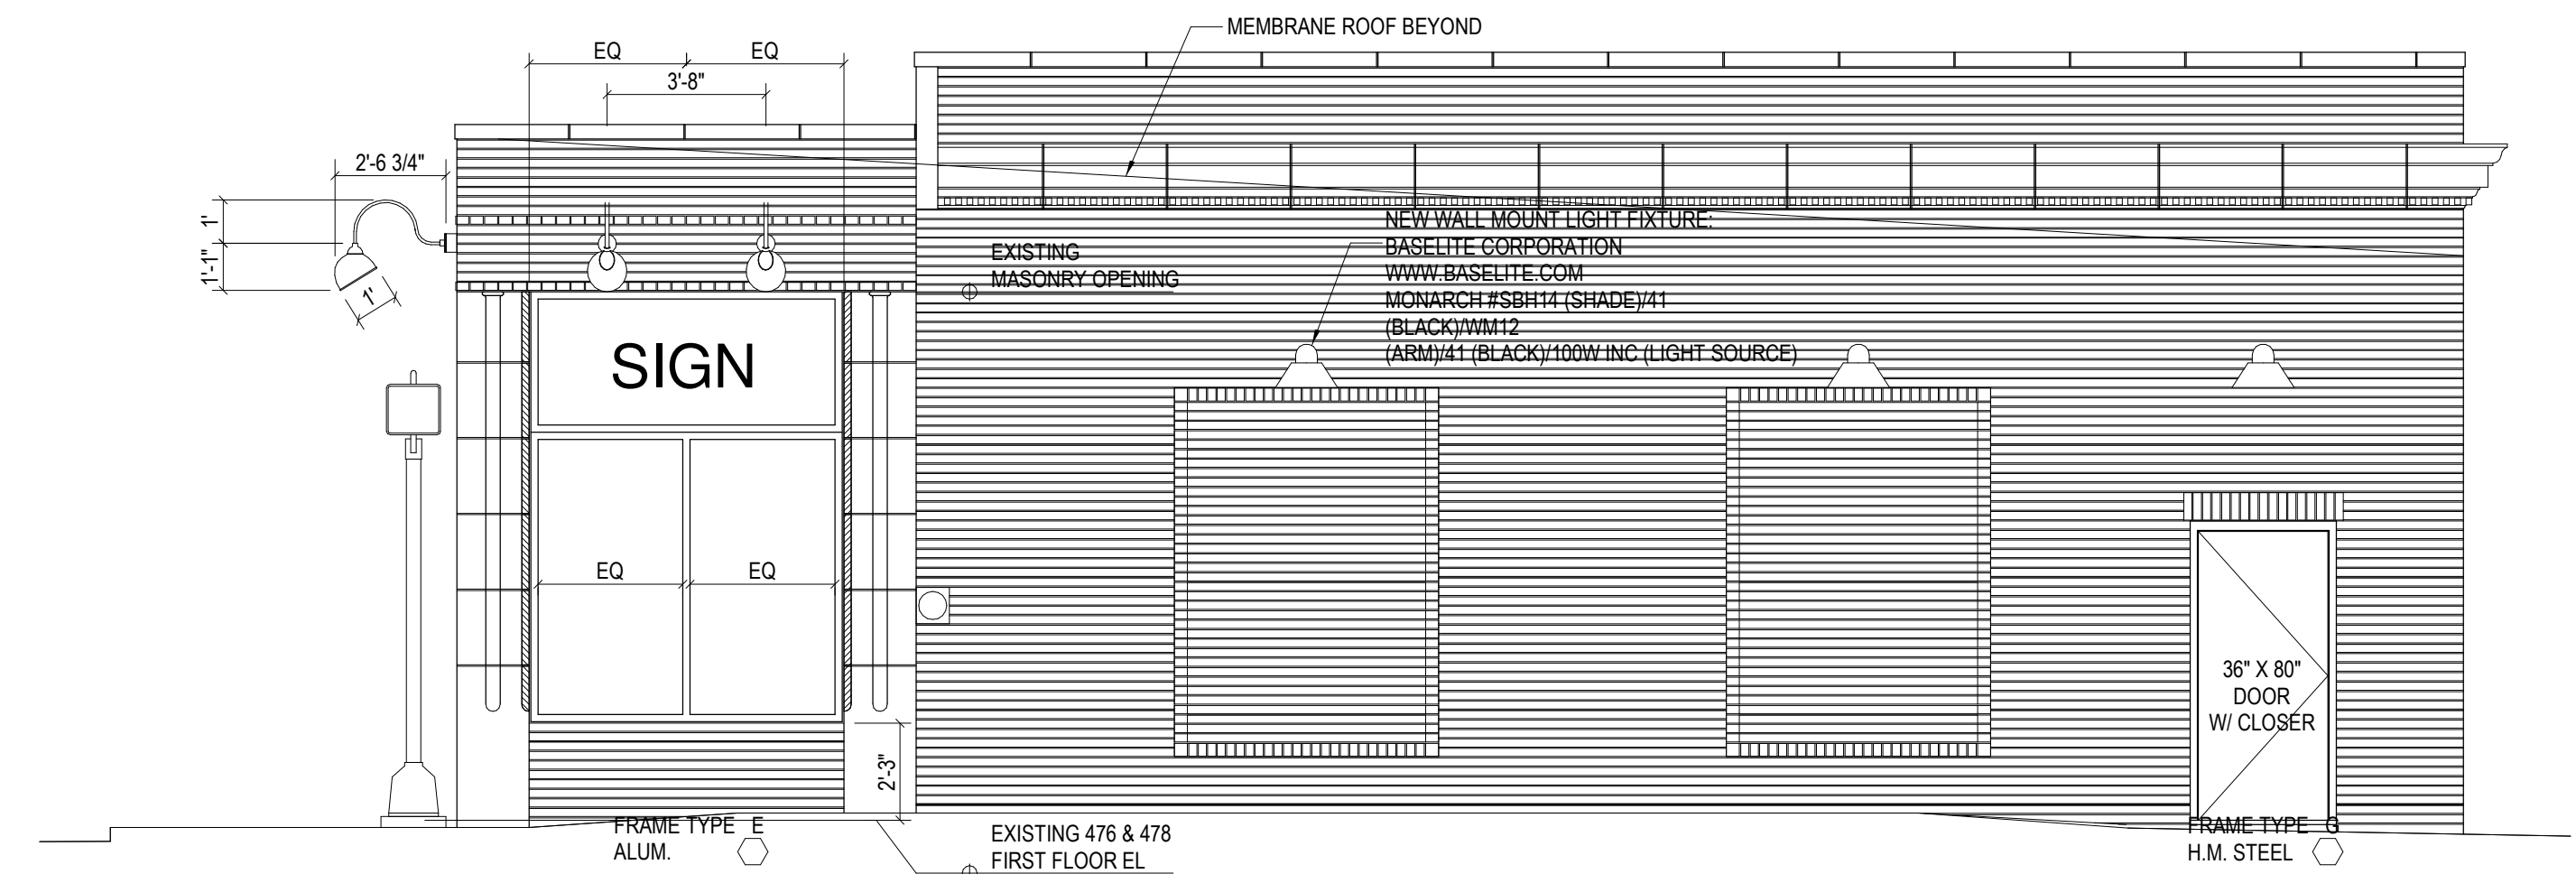 MEMBRANE ROOF BEYOND
EQ
EQ
3'-8"
2'-6 3/4"
1'
1'-1"
1'
EXISTING
MASONRY OPENING
NEW WALL MOUNT LIGHT FIXTURE:
BASELITE CORPORATION
WWW.BASELITE.COM
MONARCH #SBH14 (SHADE)/41
(BLACK)/WM12
(ARM)/41 (BLACK)/100W INC (LIGHT SOURCE)
SIGN
EQ
EQ
36" X 80"
DOOR
W/ CLOSER
2'-3"
FRAME TYPE E
ALUM.
EXISTING 476 & 478
FIRST FLOOR EL
FRAME TYPE G
H.M. STEEL